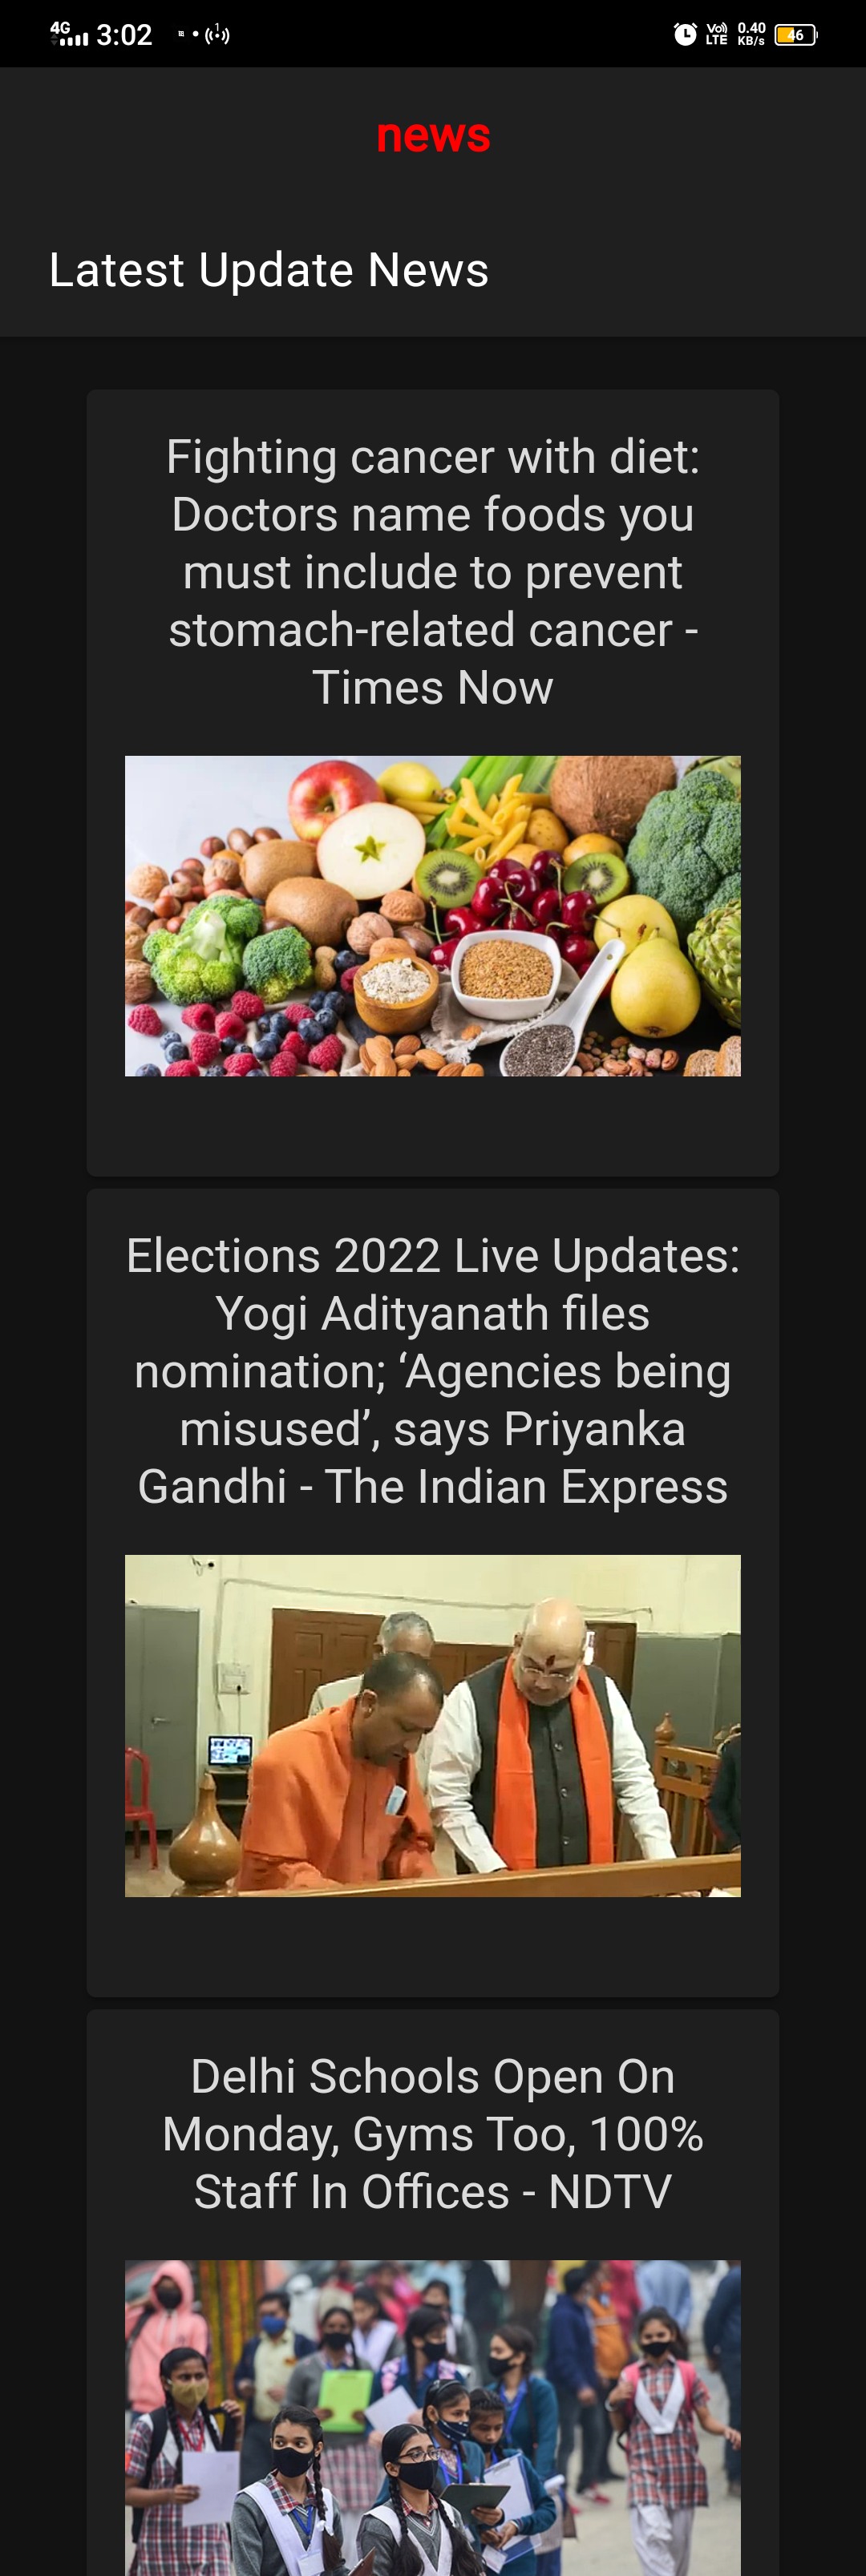 4G 3:02 1 Vo)) LTE 0.40 KB/s 46
news
Latest Update News
Fighting cancer with diet:
Doctors name foods you
must include to prevent
stomach-related cancer -
Times Now
Elections 2022 Live Updates:
Yogi Adityanath files
nomination; ‘Agencies being
misused’, says Priyanka
Gandhi - The Indian Express
Delhi Schools Open On
Monday, Gyms Too, 100%
Staff In Offices - NDTV